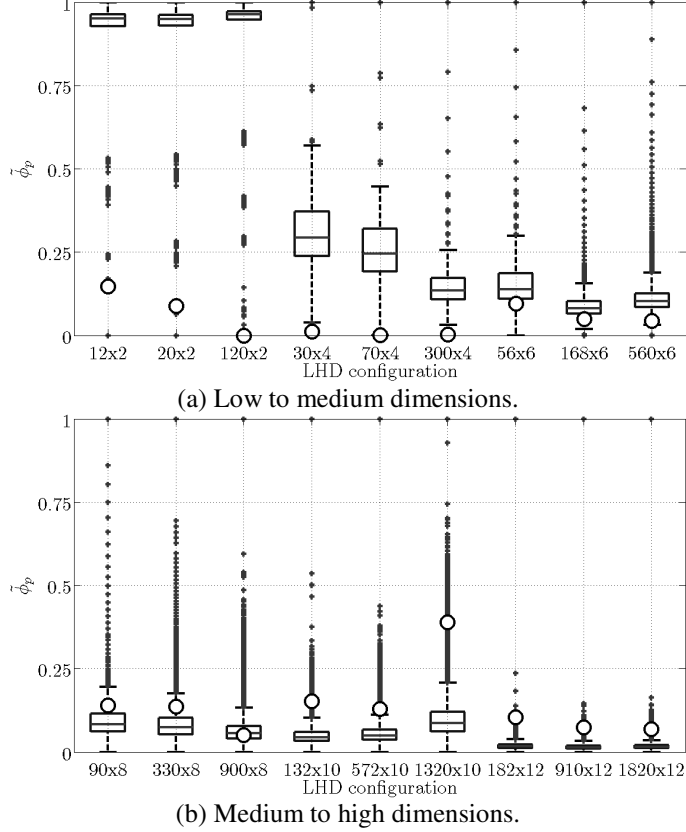 1
0.75
0.5
0.25
0
φ̃p
12x2 20x2 120x2 30x4 70x4 300x4 56x6 168x6 560x6
LHD configuration
(a) Low to medium dimensions.
1
0.75
0.5
0.25
0
φ̃p
90x8 330x8 900x8 132x10 572x10 1320x10 182x12 910x12 1820x12
LHD configuration
(b) Medium to high dimensions.